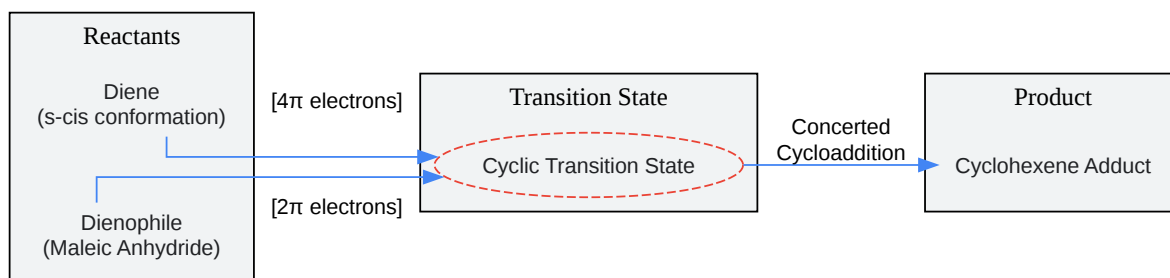 Reactants
Diene
(s-cis conformation)
Dienophile
(Maleic Anhydride)
[4π electrons]
[2π electrons]
Transition State
Cyclic Transition State
Concerted
Cycloaddition
Product
Cyclohexene Adduct